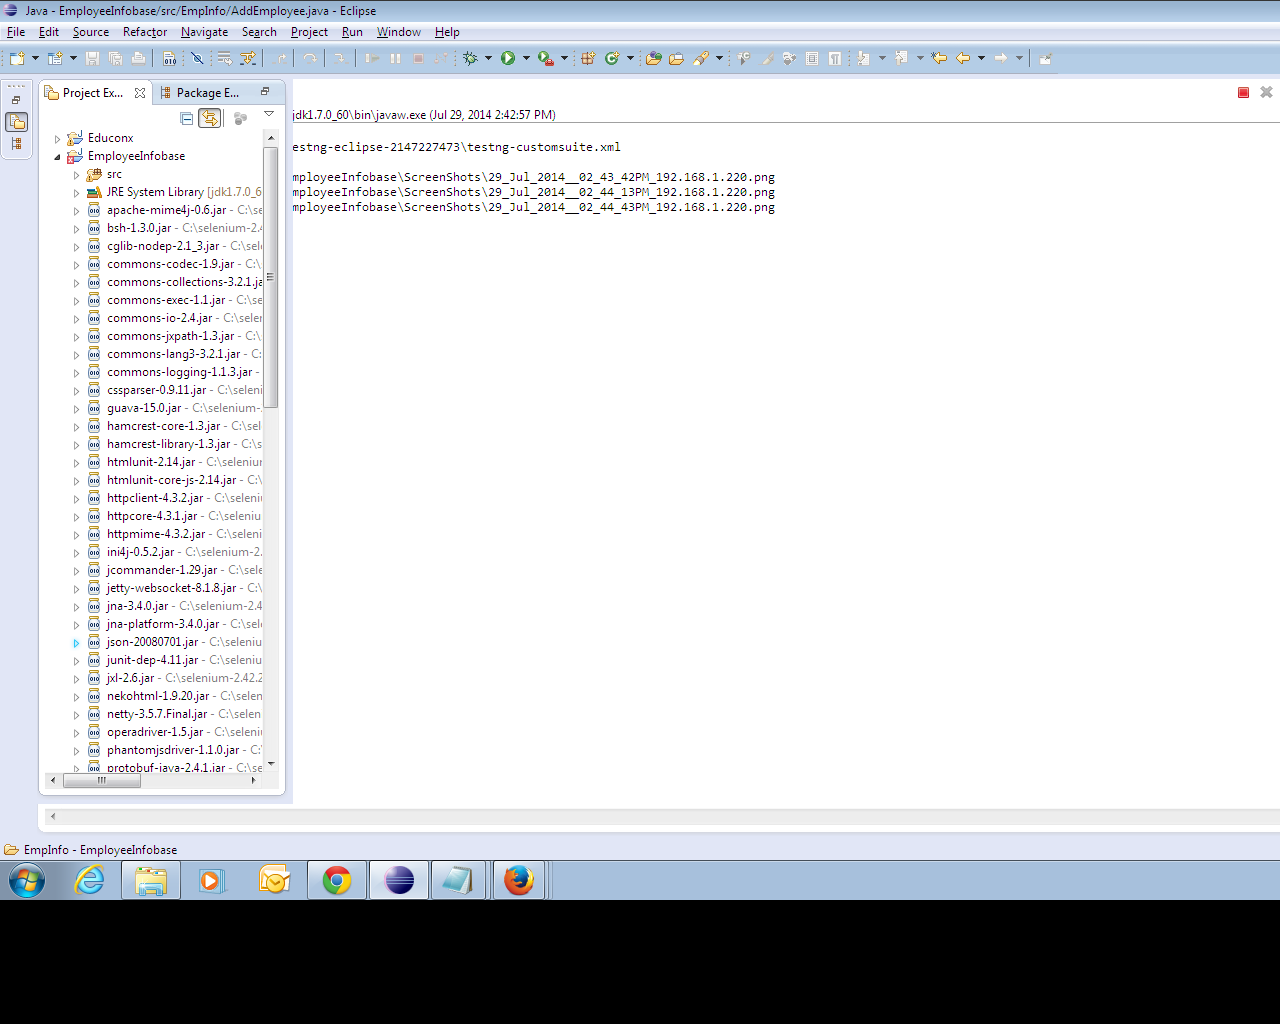 Java - EmployeeInfobase/src/EmpInfo/AddEmployee.java - Eclipse
File Edit Source Refactor Navigate Search Project Run Window Help
Project Ex... Package E...
jdk1.7.0_60\bin\javaw.exe (Jul 29, 2014 2:42:57 PM)
estng-eclipse-2147227473\testng-customsuite.xml
mployeeInfobase\ScreenShots\29_Jul_2014__02_43_42PM_192.168.1.220.png
mployeeInfobase\ScreenShots\29_Jul_2014__02_44_13PM_192.168.1.220.png
mployeeInfobase\ScreenShots\29_Jul_2014__02_44_43PM_192.168.1.220.png
Educonx
EmployeeInfobase
src
JRE System Library [jdk1.7.0_6
apache-mime4j-0.6.jar - C:\se
bsh-1.3.0.jar - C:\selenium-2.4
cglib-nodep-2.1_3.jar - C:\sel
commons-codec-1.9.jar - C:\
commons-collections-3.2.1.ja
commons-exec-1.1.jar - C:\se
commons-io-2.4.jar - C:\seler
commons-jxpath-1.3.jar - C:\
commons-lang3-3.2.1.jar - C:
commons-logging-1.1.3.jar -
cssparser-0.9.11.jar - C:\seleni
guava-15.0.jar - C:\selenium-
hamcrest-core-1.3.jar - C:\sel
hamcrest-library-1.3.jar - C:\s
htmlunit-2.14.jar - C:\seleniur
htmlunit-core-js-2.14.jar - C:\
httpclient-4.3.2.jar - C:\seleni
httpcore-4.3.1.jar - C:\seleniu
httpmime-4.3.2.jar - C:\seleni
ini4j-0.5.2.jar - C:\selenium-2.
jcommander-1.29.jar - C:\sele
jetty-websocket-8.1.8.jar - C:\
jna-3.4.0.jar - C:\selenium-2.4
jna-platform-3.4.0.jar - C:\sel
json-20080701.jar - C:\seleniu
junit-dep-4.11.jar - C:\seleniu
jxl-2.6.jar - C:\selenium-2.42.2
nekohtml-1.9.20.jar - C:\selen
netty-3.5.7.Final.jar - C:\selen
operadriver-1.5.jar - C:\seleni
phantomjsdriver-1.1.0.jar - C:
protobuf-java-2.4.1.jar - C:\se
EmpInfo - EmployeeInfobase